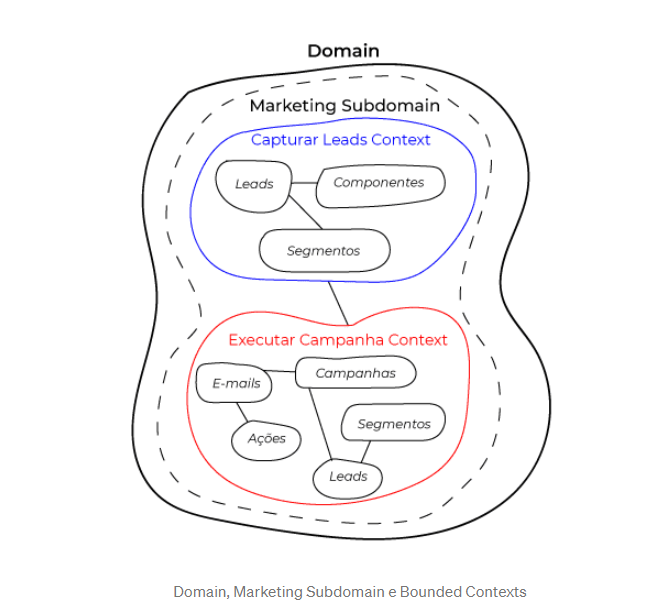 Domain
Marketing Subdomain
Capturar Leads Context
Leads
Componentes
Segmentos
Executar Campanha Context
E-mails
Campanhas
Ações
Segmentos
Leads
Domain, Marketing Subdomain e Bounded Contexts